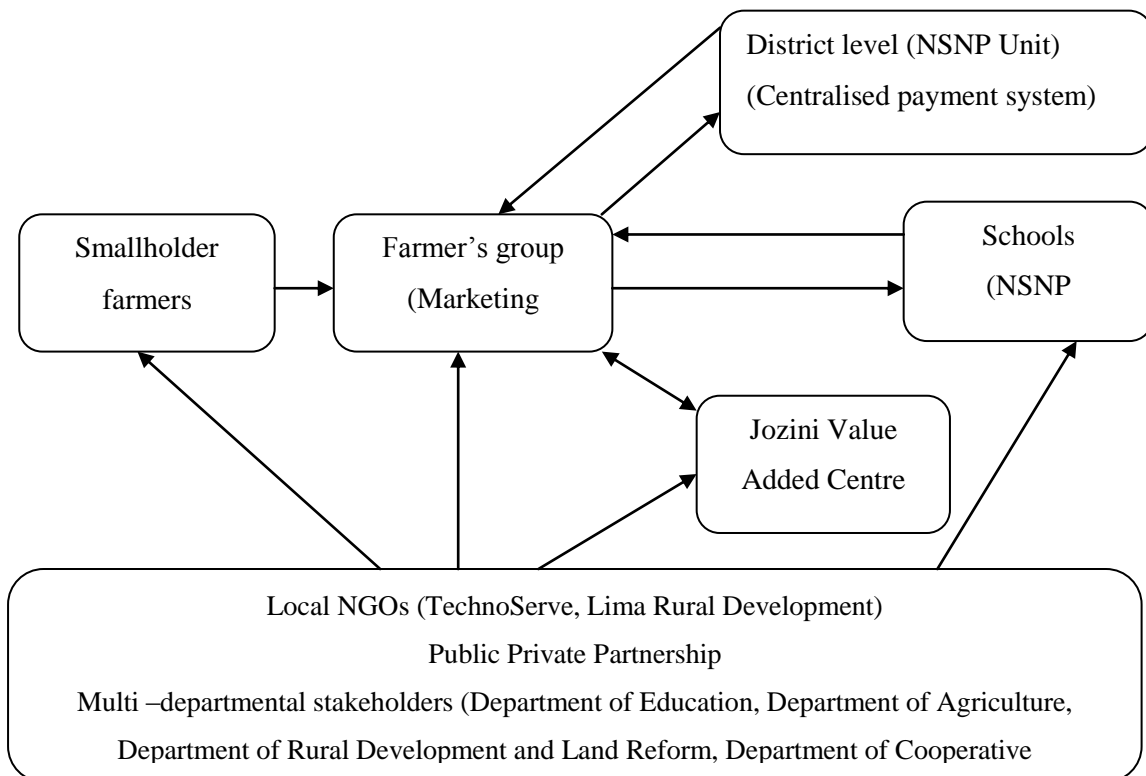 District level (NSNP Unit)
(Centralised payment system)
Smallholder
farmers
Farmer’s group
(Marketing
Schools
(NSNP
Jozini Value
Added Centre
Local NGOs (TechnoServe, Lima Rural Development)
Public Private Partnership
Multi –departmental stakeholders (Department of Education, Department of Agriculture,
Department of Rural Development and Land Reform, Department of Cooperative